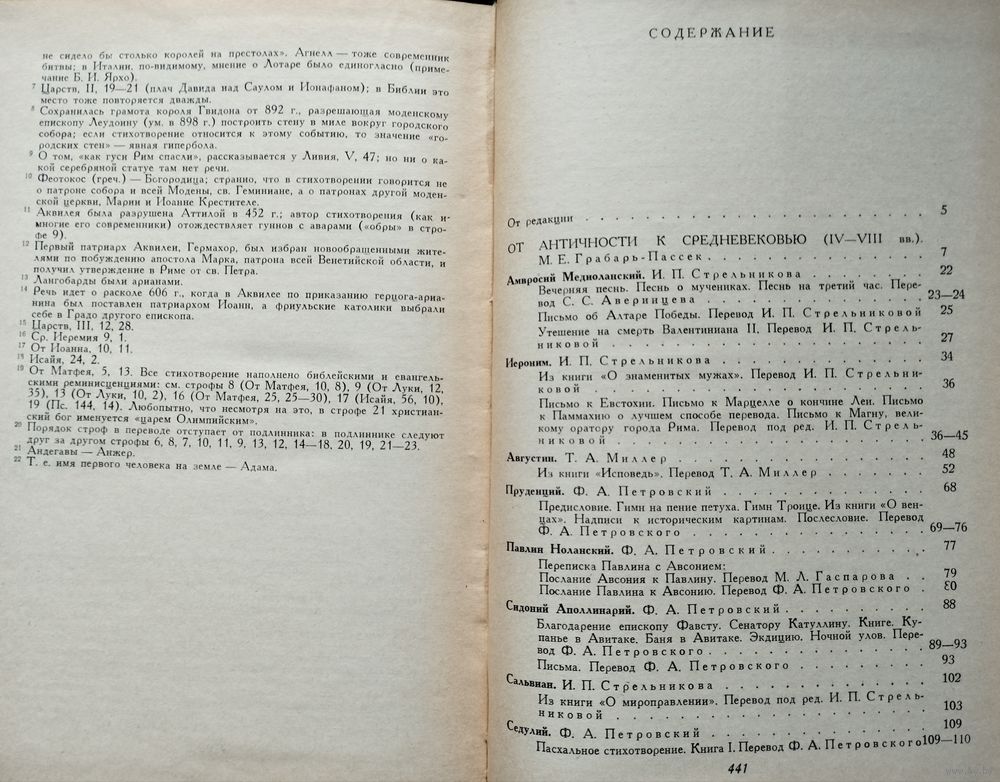 не сидело бы столько королей на престолах». Агнелл — тоже современник
битвы; в Италии, по-видимому, мнение о Лотаре было единогласно (приме-
чание Б. И. Ярхо).
7 Царств, II, 19—21 (плач Давида над Саулом и Ионафаном); в Библии это
место тоже повторяется дважды.
8 Сохранилась грамота короля Гвидона от 892 г., разрешающая моденскому
епископу Леудоину (ум. в 898 г.) построить стену в миле вокруг городского
собора; если стихотворение относится к этому событию, то значение «го-
родских стен» — явная гипербола.
9 О том, «как гуси Рим спасли», рассказывается у Ливия, V, 47; но ни о ка-
кой серебряной статуе там нет речи.
10 Феотокос (греч.) — Богородица; странно, что в стихотворении говорится не
о патроне собора и всей Модены, св. Геминиане, а о патронах другой моден-
ской церкви, Марии и Иоанне Крестителе.
11 Аквилея была разрушена Аттилой в 452 г.; автор стихотворения (как и
многие его современники) отождествляет гуннов с аварами («обры» в стро-
фе 9).
12 Первый патриарх Аквилеи, Гермахор, был избран новообращенными жите-
лями по побуждению апостола Марка, патрона всей Венетийской области, и
получил утверждение в Риме от св. Петра.
13 Лангобарды были арианами.
14 Речь идет о расколе 606 г., когда в Аквилее по приказанию герцога-ариа-
нина был поставлен патриархом Иоанн, а фриульские католики выбрали
себе в Градо другого епископа.
15 Царств, III, 12, 28.
16 Ср. Иеремия 9, 1.
17 От Иоанна, 10, 11.
18 Исайя, 24, 2.
19 От Матфея, 5, 13. Все стихотворение наполнено библейскими и евангель-
скими реминисценциями: см. строфы 8 (От Матфея, 10, 8), 9 (От Луки, 12,
35), 13 (От Луки, 10, 2), 16 (От Матфея, 25, 25—30), 17 (Исайя, 56, 10),
19 (Пс. 144, 14). Любопытно, что несмотря на это, в строфе 21 христиан-
ский бог именуется «царем Олимпийским».
20 Порядок строф в переводе отступает от подлинника: в подлиннике следуют
друг за другом строфы 6, 8, 7, 10, 11, 9, 13, 12, 14—18, 20, 19, 21—23.
21 Андегавы — Анжер.
22 Т. е. имя первого человека на земле — Адама.
СОДЕРЖАНИЕ
От редакции . . . 5
ОТ АНТИЧНОСТИ К СРЕДНЕВЕКОВЬЮ (IV—VIII вв.).
М. Е. Грабарь-Пассек . . . 7
Амвросий Медиоланский. И. П. Стрельникова . . . 22
Вечерняя песнь. Песнь о мучениках. Песнь на третий час. Пере-
вод С. С. Аверинцева . . . 23—24
Письмо об Алтаре Победы. Перевод И. П. Стрельниковой 25
Утешение на смерть Валентиниана II. Перевод И. П. Стрель-
никовой . . . 27
Иероним. И. П. Стрельникова . . . 34
Из книги «О знаменитых мужах». Перевод И. П. Стрельни-
ковой . . . 36
Письмо к Евстохии. Письмо к Марцелле о кончине Леи. Письмо
к Паммахию о лучшем способе перевода. Письмо к Магну, вели-
кому оратору города Рима. Перевод под ред. И. П. Стрель-
никовой . . . 36—45
Августин. Т. А. Миллер . . . 48
Из книги «Исповедь». Перевод Т. А. Миллер . . . 52
Пруденций. Ф. А. Петровский . . . 68
Предисловие. Гимн на пение петуха. Гимн Троице. Из книги «О вен-
цах». Надписи к историческим картинам. Послесловие. Перевод
Ф. А. Петровского . . . 69—76
Павлин Ноланский. Ф. А. Петровский . . . 77
Переписка Павлина с Авсонием:
Послание Авсония к Павлину. Перевод М. Л. Гаспарова . . 79
Послание Павлина к Авсонию. Перевод Ф. А. Петровского . 80
Сидоний Аполлинарий. Ф. А. Петровский . . . 88
Благодарение епископу Фавсту. Сенатору Катуллину. Книге. Ку-
панье в Авитаке. Баня в Авитаке. Экдицию. Ночной улов. Пере-
вод Ф. А. Петровского . . . 89—93
Письма. Перевод Ф. А. Петровского . . . 93
Сальвиан. И. П. Стрельникова . . . 102
Из книги «О мироправлении». Перевод под ред. И. П. Стрель-
никовой . . . 103
Седулий. Ф. А. Петровский . . . 109
Пасхальное стихотворение. Книга I. Перевод Ф. А. Петровского 109—110
441